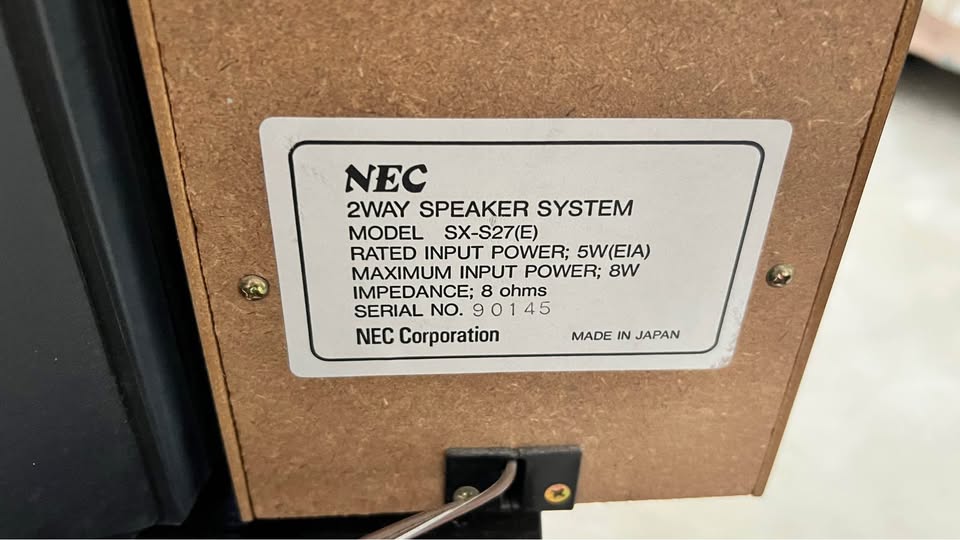 NEC
2WAY SPEAKER SYSTEM
MODEL SX-S27(E)
RATED INPUT POWER; 5W(EIA)
MAXIMUM INPUT POWER; 8W
IMPEDANCE; 8 ohms
SERIAL NO. 90145
NEC Corporation MADE IN JAPAN